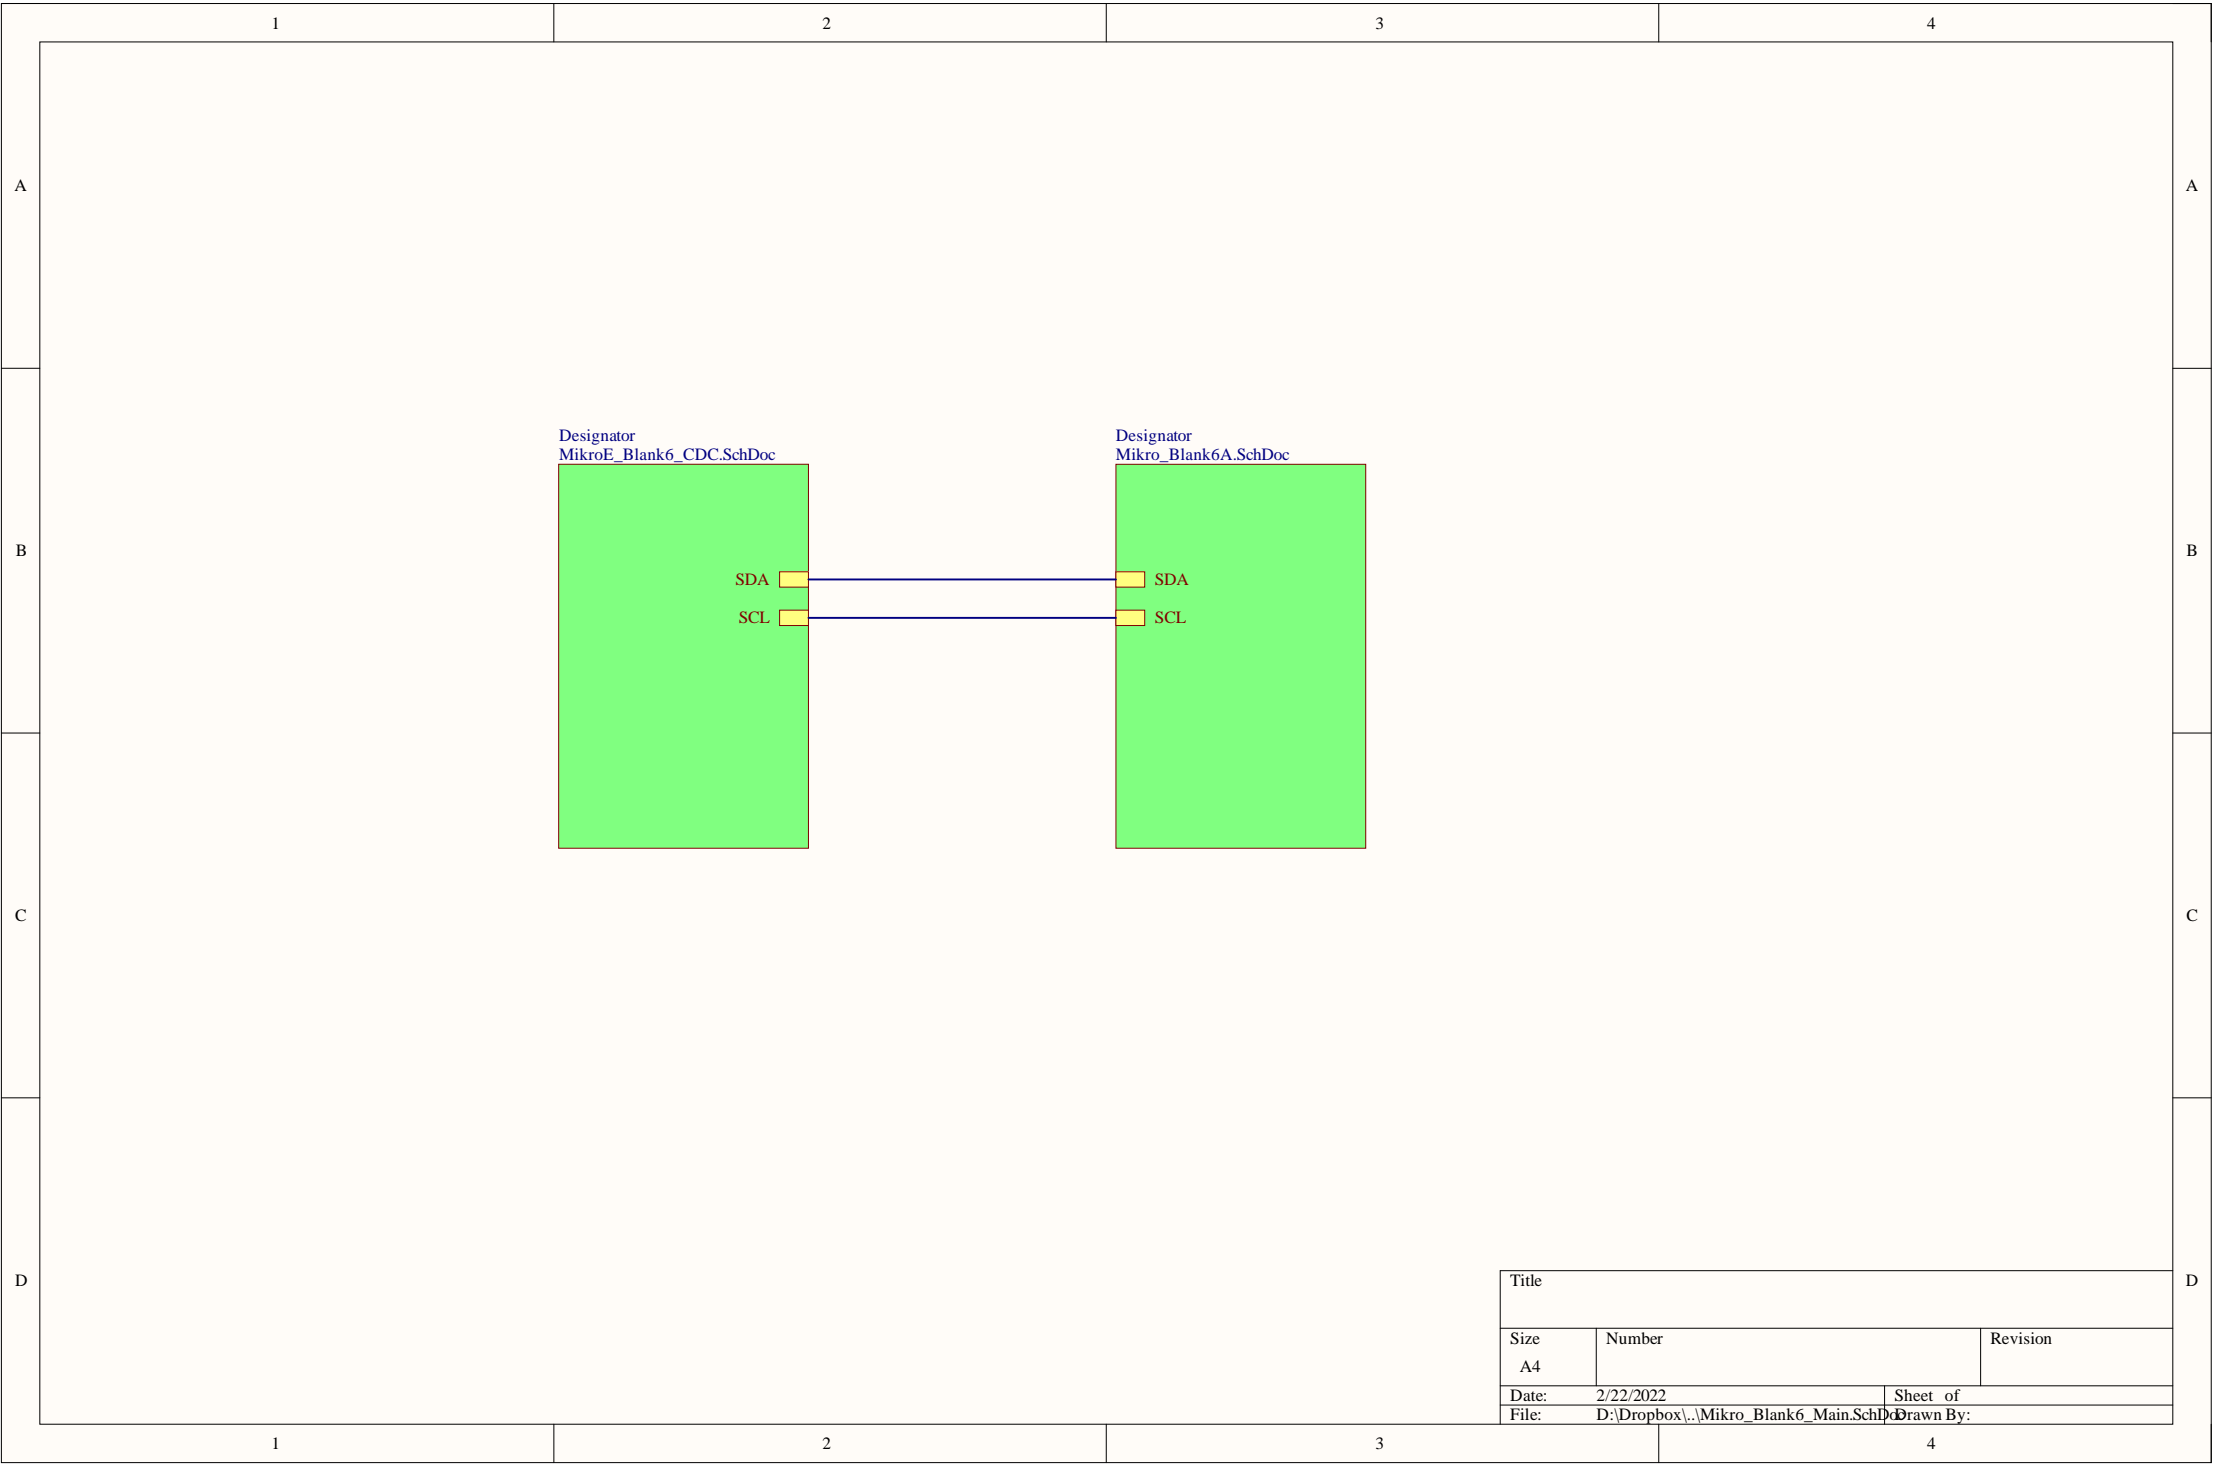 1 2 3 4
A A
Designator Designator
MikroE_Blank6_CDC.SchDoc Mikro_Blank6A.SchDoc
B B
SDA SDA
SCL SCL
C C
D D
Title
Size Number Revision
A4
Date: 2/22/2022 Sheet of
File: D:\Dropbox\..\Mikro_Blank6_Main.SchDoc Drawn By:
1 2 3 4